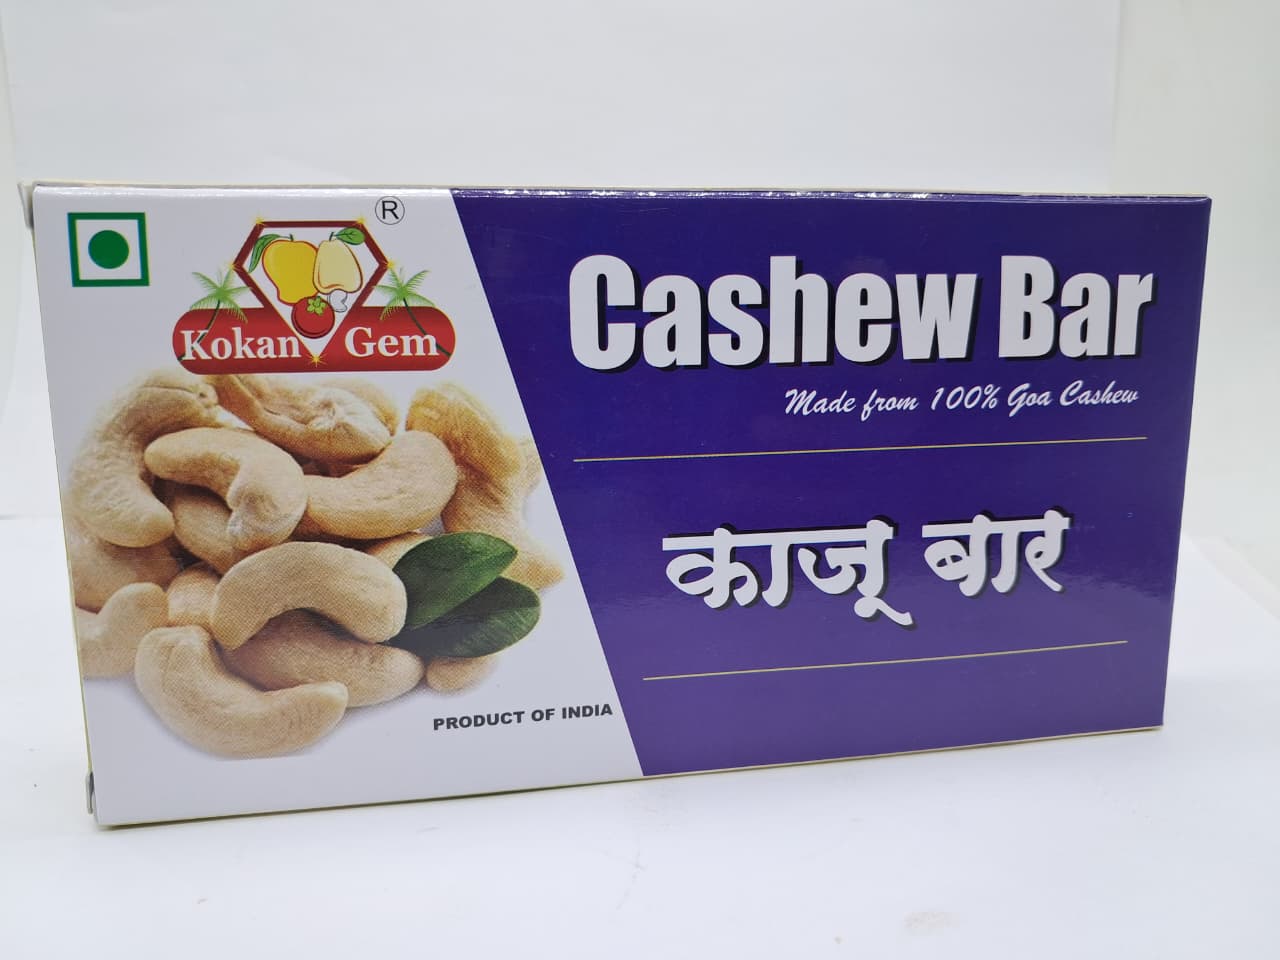 ®
Kokan Gem
Cashew Bar
Made from 100% Goa Cashew
काजू बार
PRODUCT OF INDIA